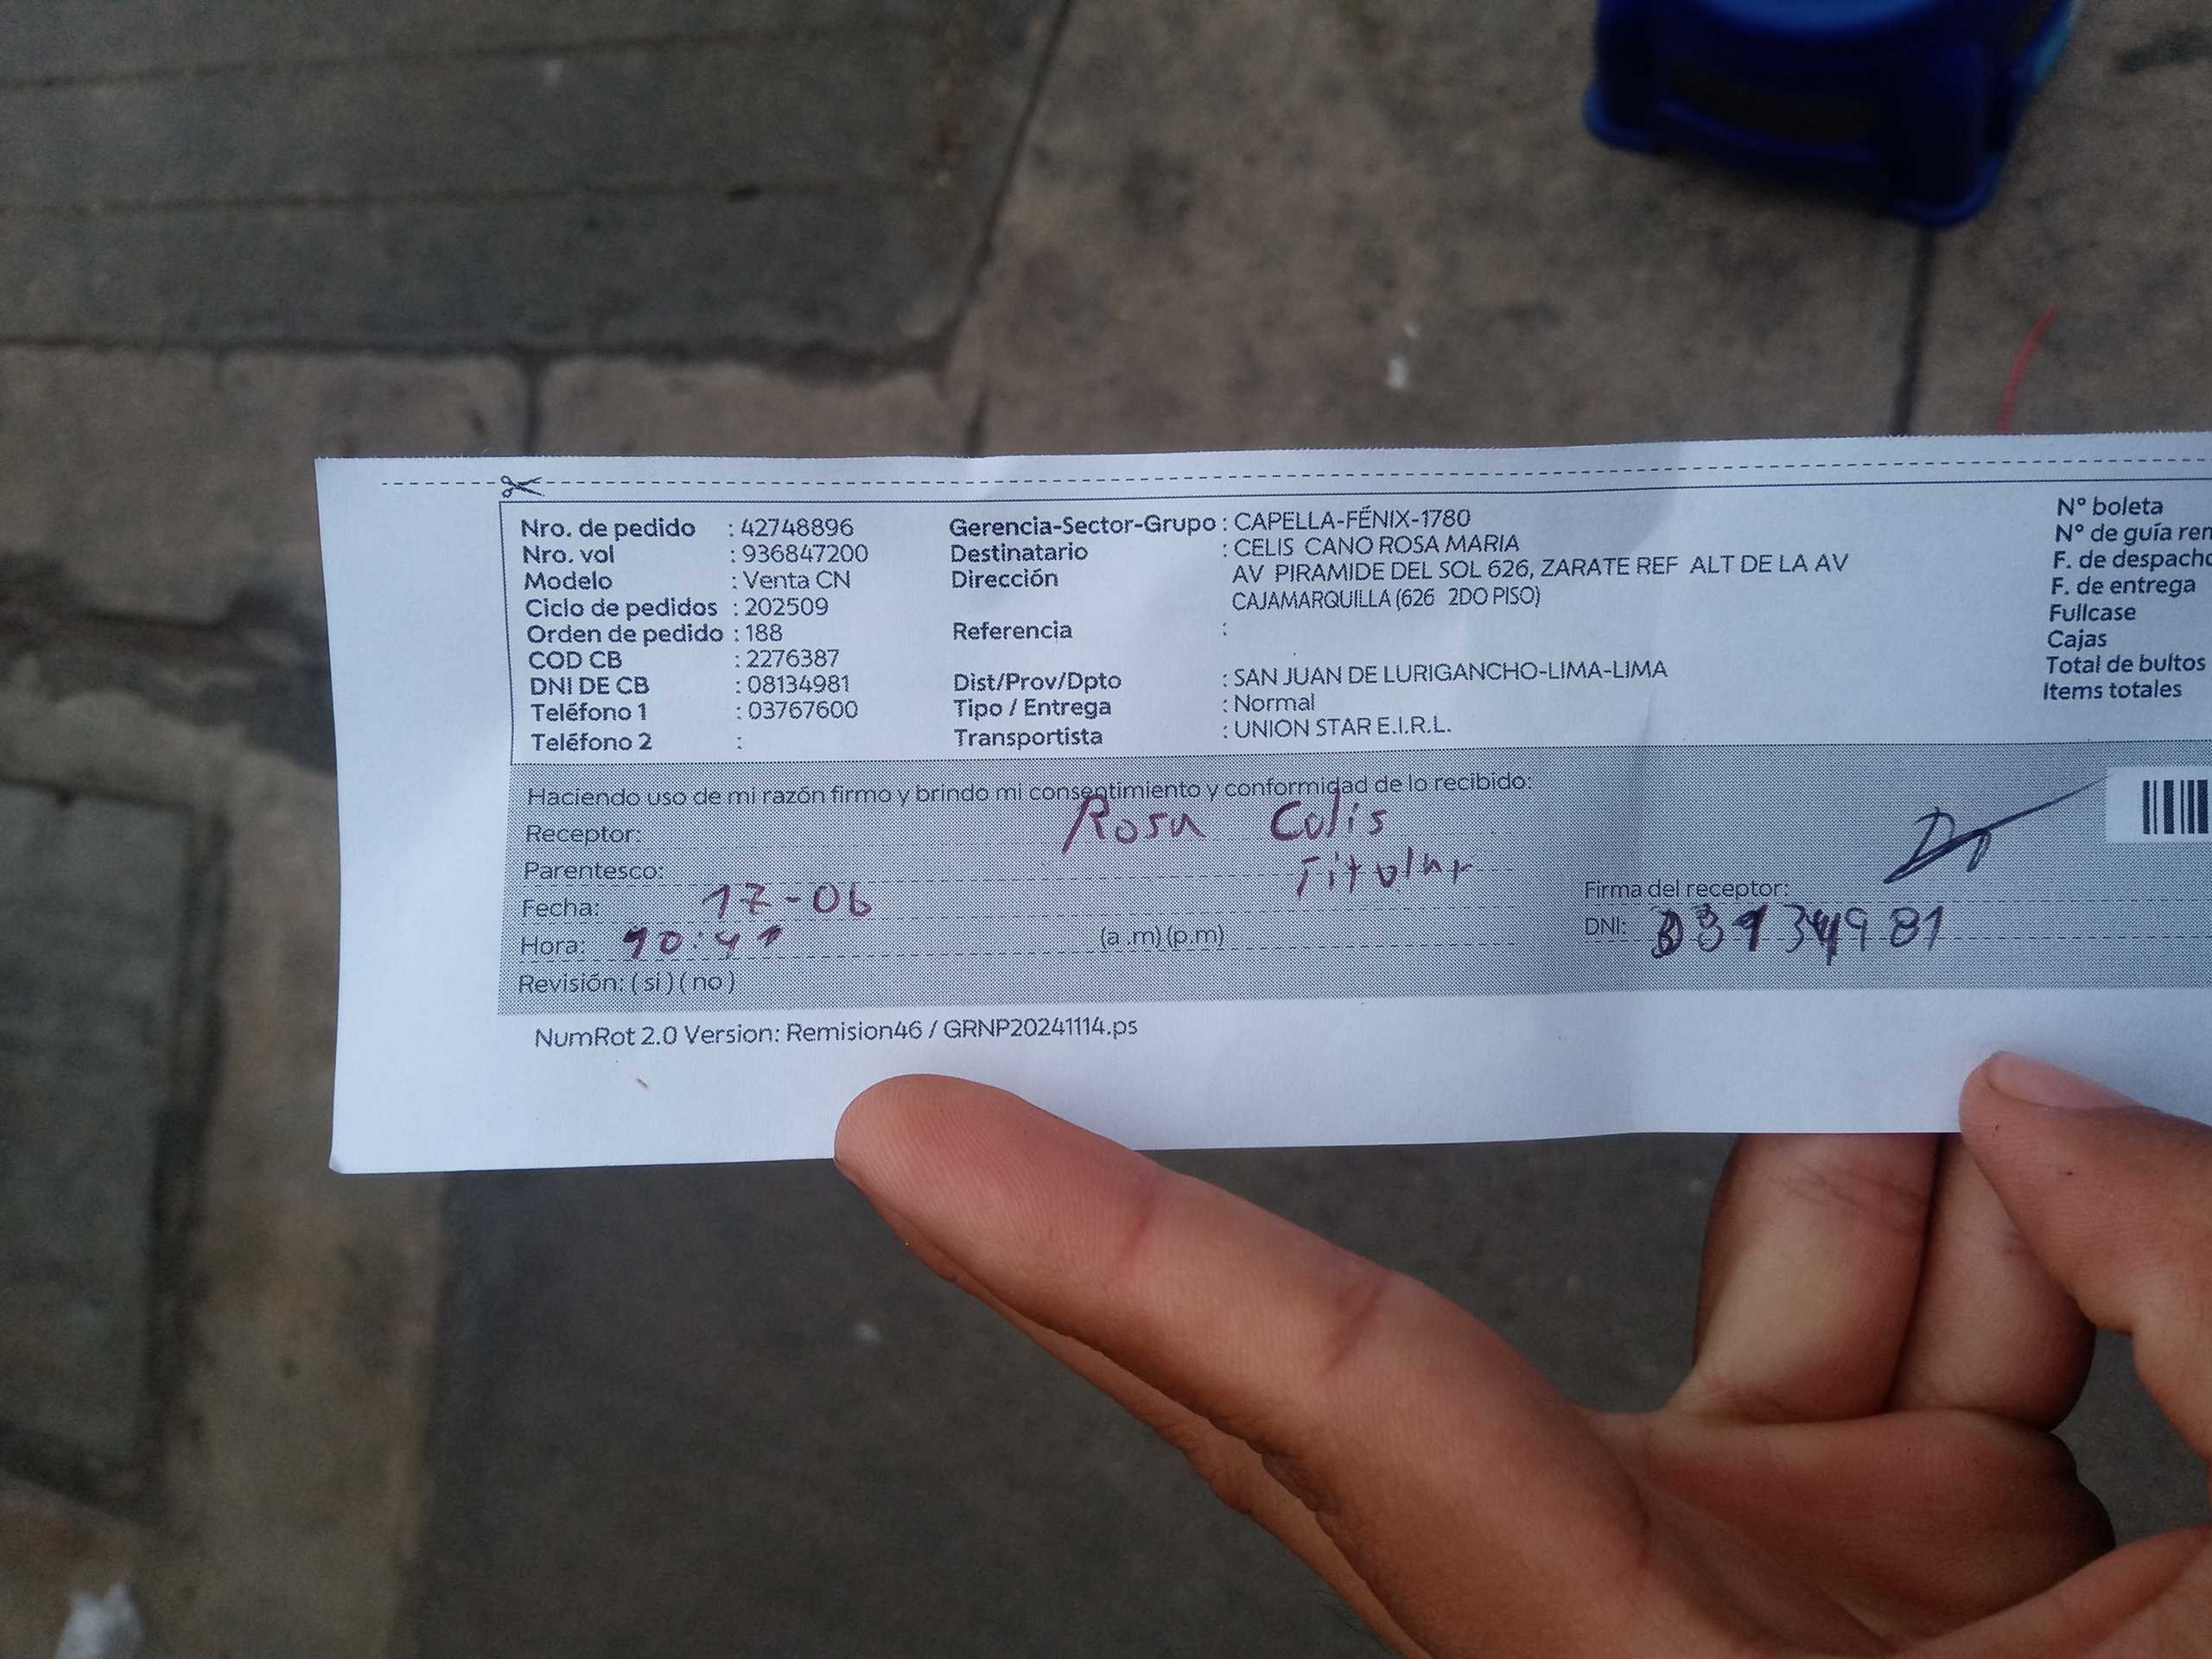 Nro. de pedido : 42748896
Nro. vol : 936847200
Modelo : Venta CN
Ciclo de pedidos : 202509
Orden de pedido : 188
COD CB : 2276387
DNI DE CB : 08134981
Teléfono 1 : 03767600
Teléfono 2 :
Gerencia-Sector-Grupo : CAPELLA-FÉNIX-1780
Destinatario : CELIS CANO ROSA MARIA
Dirección AV PIRAMIDE DEL SOL 626, ZARATE REF ALT DE LA AV
CAJAMARQUILLA (626 2DO PISO)
Referencia :
Dist/Prov/Dpto : SAN JUAN DE LURIGANCHO-LIMA-LIMA
Tipo / Entrega : Normal
Transportista : UNION STAR E.I.R.L.
N° boleta
N° de guía rem
F. de despacho
F. de entrega
Fullcase
Cajas
Total de bultos
Items totales
Haciendo uso de mi razón firmo y brindo mi consentimiento y conformidad de lo recibido:
Receptor: Rosa Celis
Parentesco: Titular
Fecha: 17-06
Hora: 10:41 (a .m) (p.m)
Revisión: ( si ) ( no )
Firma del receptor:
DNI:
NumRot 2.0 Version: Remision46 / GRNP20241114.ps